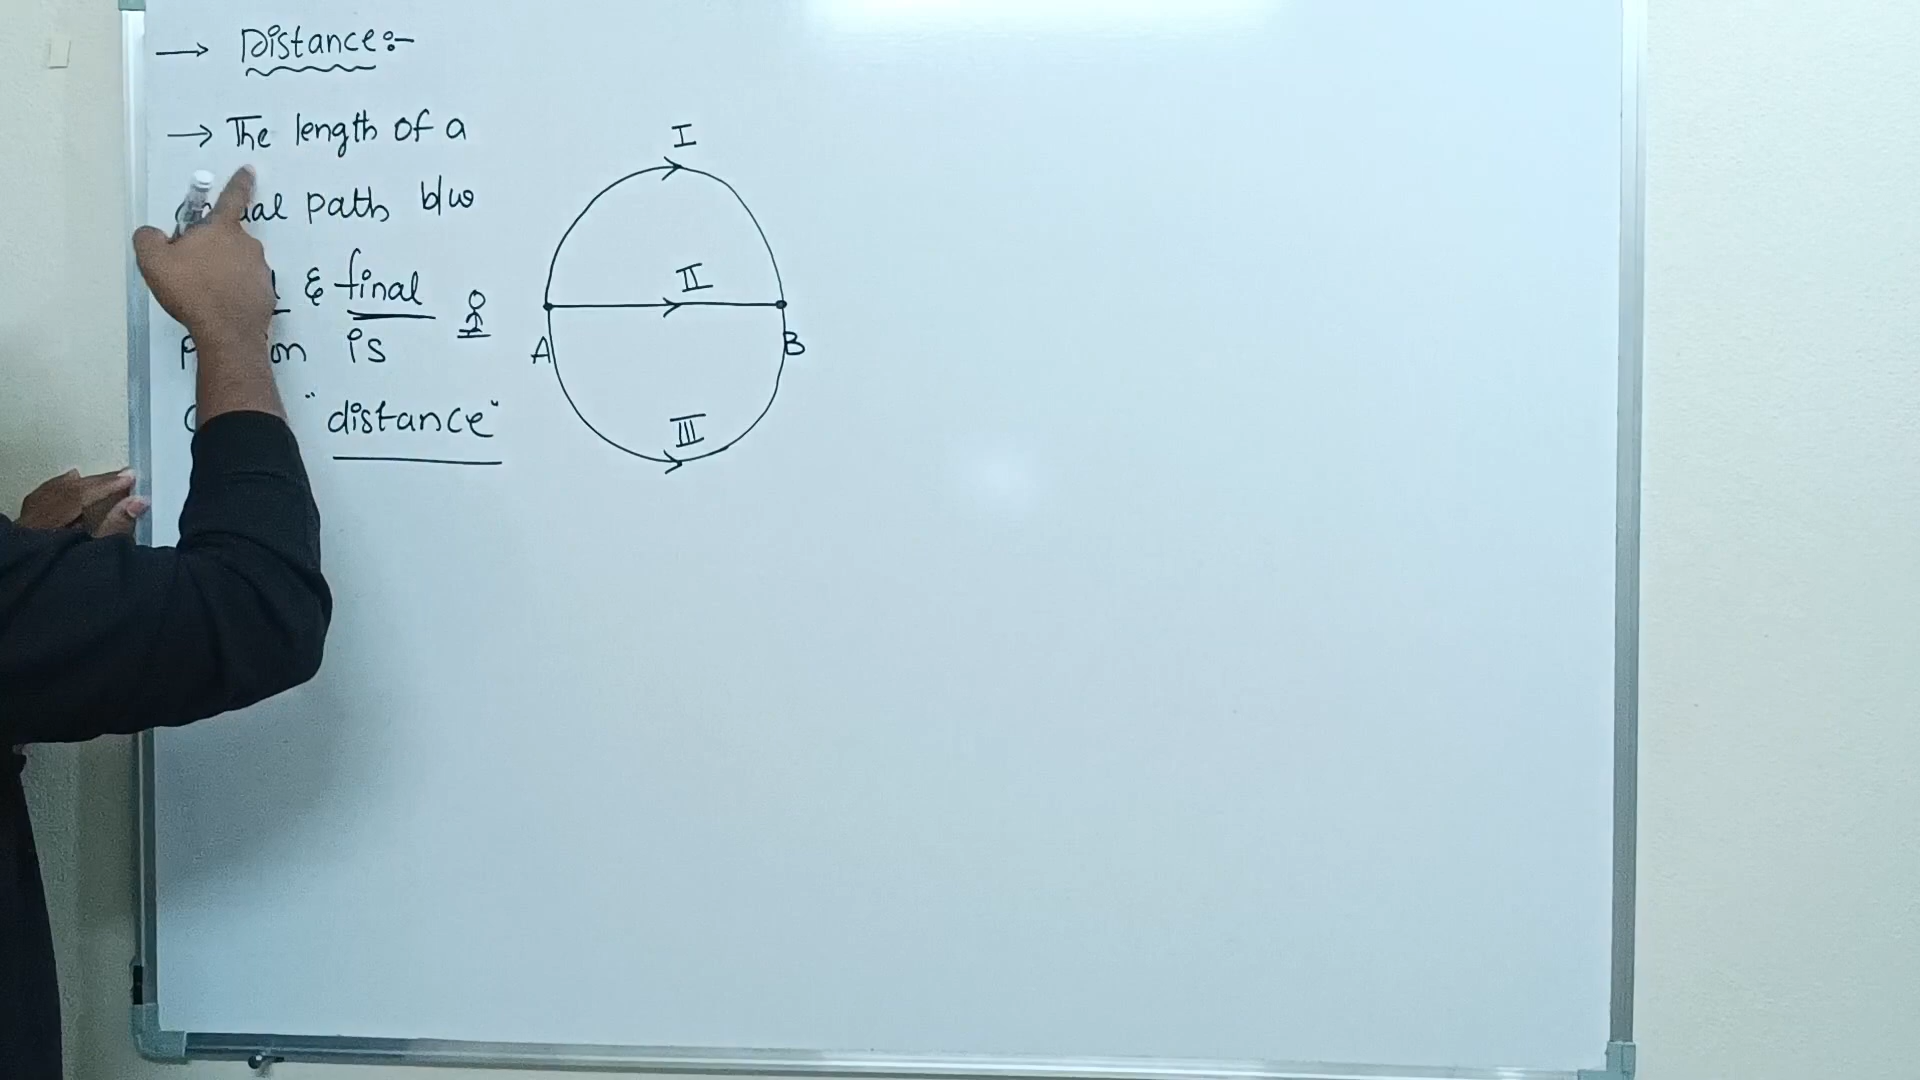 → Distance:-
→ The length of a
path b/w
& final
is
"distance"
I
II
A
B
III